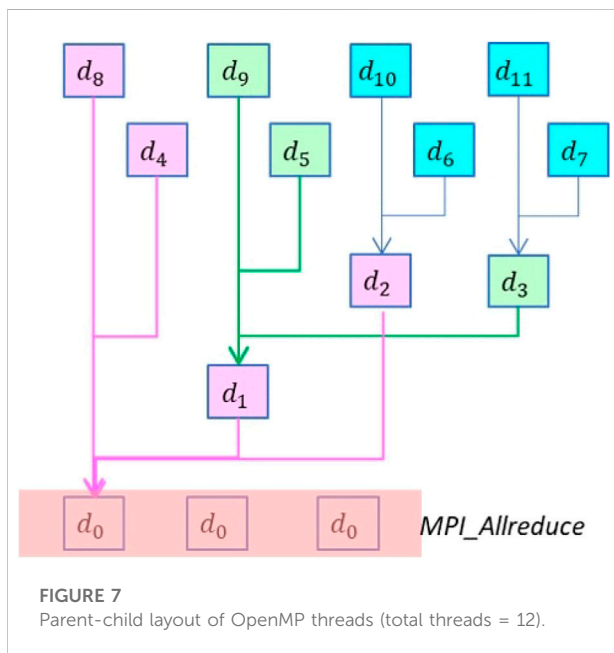 d₈ d₉ d₁₀ d₁₁
d₄ d₅ d₆ d₇
d₂ d₃
d₁
d₀ d₀ d₀ MPI_Allreduce
FIGURE 7
Parent-child layout of OpenMP threads (total threads = 12).